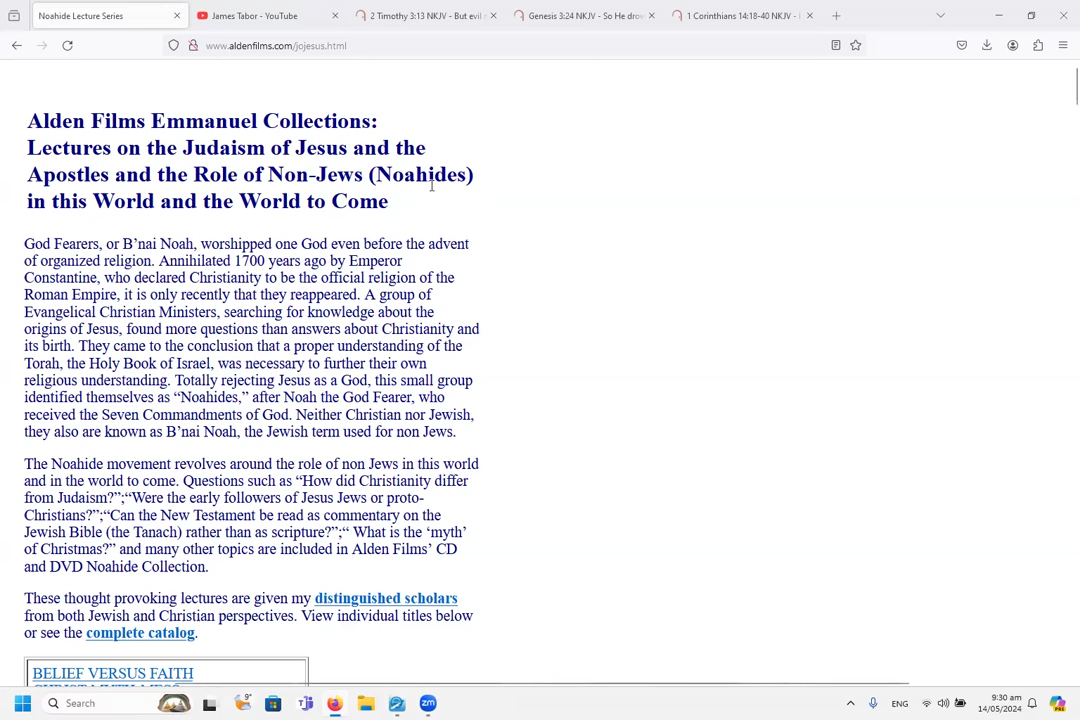 Noahide Lecture Series
James Tabor - YouTube
2 Timothy 3:13 NKJV - But evil
Genesis 3:24 NKJV - So He drov
1 Corinthians 14:18-40 NKJV -
www.aldenfilms.com/jojesus.html
Alden Films Emmanuel Collections:
Lectures on the Judaism of Jesus and the
Apostles and the Role of Non-Jews (Noahides)
in this World and the World to Come
God Fearers, or B’nai Noah, worshipped one God even before the advent
of organized religion. Annihilated 1700 years ago by Emperor
Constantine, who declared Christianity to be the official religion of the
Roman Empire, it is only recently that they reappeared. A group of
Evangelical Christian Ministers, searching for knowledge about the
origins of Jesus, found more questions than answers about Christianity and
its birth. They came to the conclusion that a proper understanding of the
Torah, the Holy Book of Israel, was necessary to further their own
religious understanding. Totally rejecting Jesus as a God, this small group
identified themselves as “Noahides,” after Noah the God Fearer, who
received the Seven Commandments of God. Neither Christian nor Jewish,
they also are known as B’nai Noah, the Jewish term used for non Jews.
The Noahide movement revolves around the role of non Jews in this world
and in the world to come. Questions such as “How did Christianity differ
from Judaism?”;“Were the early followers of Jesus Jews or proto-
Christians?”;“Can the New Testament be read as commentary on the
Jewish Bible (the Tanach) rather than as scripture?”;“ What is the ‘myth’
of Christmas?” and many other topics are included in Alden Films’ CD
and DVD Noahide Collection.
These thought provoking lectures are given my distinguished scholars
from both Jewish and Christian perspectives. View individual titles below
or see the complete catalog.
BELIEF VERSUS FAITH
Search
9°
ENG
9:30 am
14/05/2024